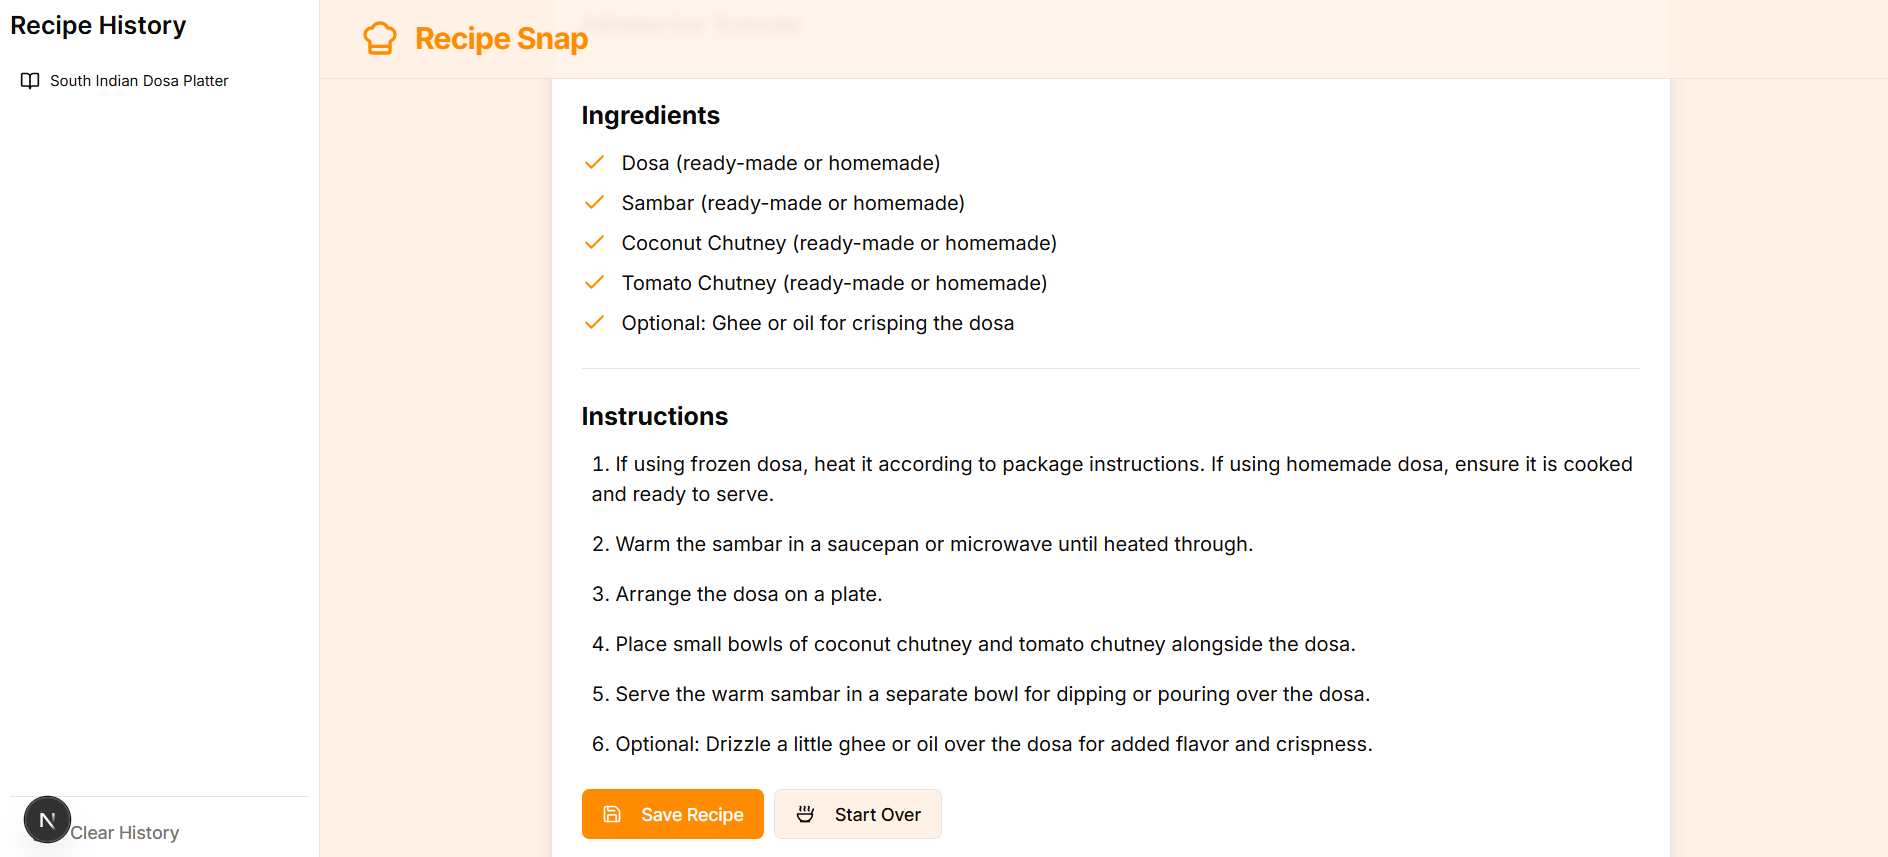 Recipe History
South Indian Dosa Platter
Clear History
N
Recipe Snap
Ingredients
Dosa (ready-made or homemade)
Sambar (ready-made or homemade)
Coconut Chutney (ready-made or homemade)
Tomato Chutney (ready-made or homemade)
Optional: Ghee or oil for crisping the dosa
Instructions
1. If using frozen dosa, heat it according to package instructions. If using homemade dosa, ensure it is cooked
and ready to serve.
2. Warm the sambar in a saucepan or microwave until heated through.
3. Arrange the dosa on a plate.
4. Place small bowls of coconut chutney and tomato chutney alongside the dosa.
5. Serve the warm sambar in a separate bowl for dipping or pouring over the dosa.
6. Optional: Drizzle a little ghee or oil over the dosa for added flavor and crispness.
Save Recipe
Start Over